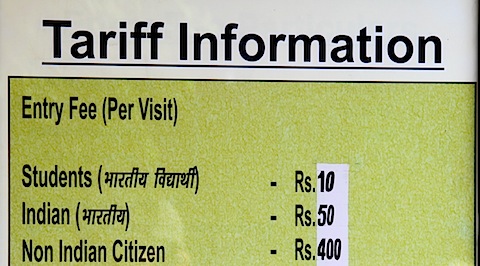 Tariff Information
Entry Fee (Per Visit)
Students (भारतीय विद्यार्थी) - Rs.10
Indian (भारतीय) - Rs.50
Non Indian Citizen - Rs.400